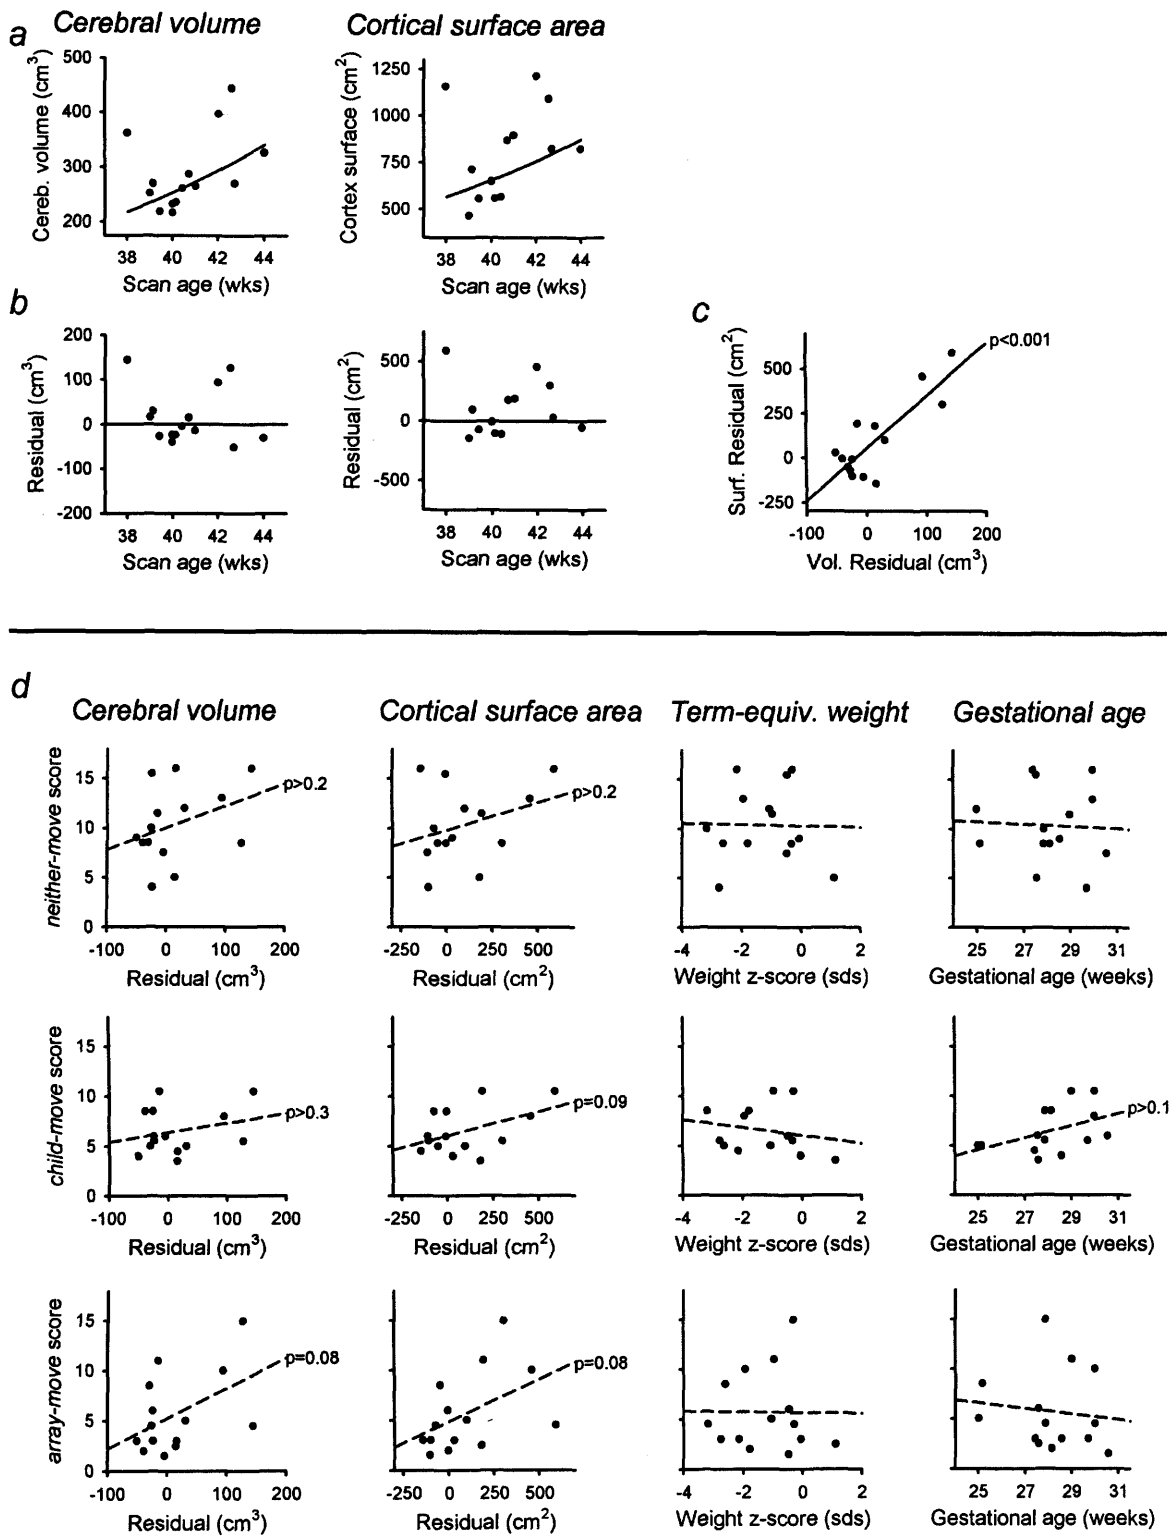 a
Cerebral volume
Cortical surface area
Cereb. volume (cm³)
500
400
300
200
38 40 42 44
Scan age (wks)
Cortex surface (cm²)
1250
1000
750
500
38 40 42 44
Scan age (wks)
b
Residual (cm³)
200
100
0
-100
-200
38 40 42 44
Scan age (wks)
Residual (cm²)
500
0
-500
38 40 42 44
Scan age (wks)
c
Surf. Residual (cm²)
500
250
0
-250
p<0.001
-100 0 100 200
Vol. Residual (cm³)
d
Cerebral volume
Cortical surface area
Term-equiv. weight
Gestational age
neither-move score
15
10
5
0
p>0.2
-100 0 100 200
Residual (cm³)
p>0.2
-250 0 250 500
Residual (cm²)
-4 -2 0 2
Weight z-score (sds)
25 27 29 31
Gestational age (weeks)
child-move score
15
10
5
0
p>0.3
-100 0 100 200
Residual (cm³)
p=0.09
-250 0 250 500
Residual (cm²)
-4 -2 0 2
Weight z-score (sds)
p>0.1
25 27 29 31
Gestational age (weeks)
array-move score
15
10
5
0
p=0.08
-100 0 100 200
Residual (cm³)
p=0.08
-250 0 250 500
Residual (cm²)
-4 -2 0 2
Weight z-score (sds)
25 27 29 31
Gestational age (weeks)